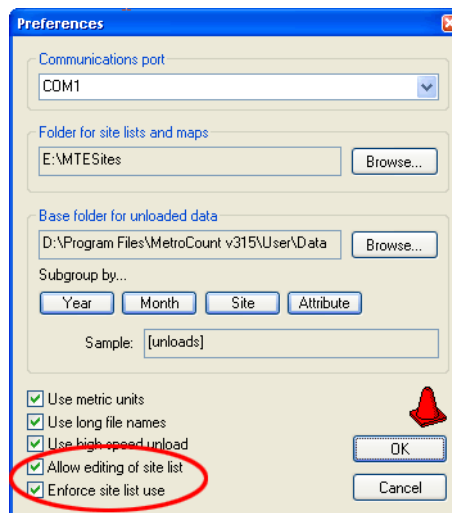 Preferences
Communications port
COM1
Folder for site lists and maps
E:\MTESites
Browse...
Base folder for unloaded data
D:\Program Files\MetroCount v315\User\Data
Browse...
Subgroup by...
Year Month Site Attribute
Sample: [unloads]
Use metric units
Use long file names
Use high speed unload
Allow editing of site list
Enforce site list use
OK
Cancel